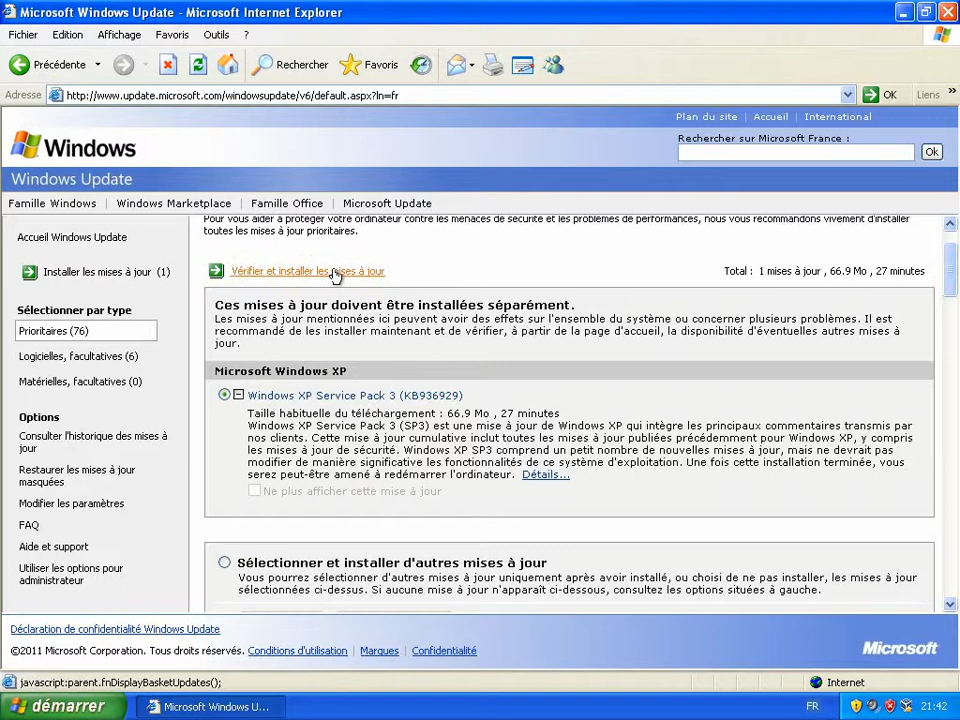 Microsoft Windows Update - Microsoft Internet Explorer
Fichier Edition Affichage Favoris Outils ?
Précédente Rechercher Favoris
Adresse http://www.update.microsoft.com/windowsupdate/v6/default.aspx?ln=fr OK Liens »
Plan du site | Accueil | International
Windows
Rechercher sur Microsoft France :
Ok
Windows Update
Famille Windows | Windows Marketplace | Famille Office | Microsoft Update
Accueil Windows Update
Installer les mises à jour (1)
Sélectionner par type
Prioritaires (76)
Logicielles, facultatives (6)
Matérielles, facultatives (0)
Options
Consulter l'historique des mises à
jour
Restaurer les mises à jour
masquées
Modifier les paramètres
FAQ
Aide et support
Utiliser les options pour
administrateur
Pour vous aider à protéger votre ordinateur contre les menaces de sécurité et les problèmes de performances, nous vous recommandons vivement d'installer
toutes les mises à jour prioritaires.
Vérifier et installer les mises à jour
Total : 1 mises à jour , 66.9 Mo , 27 minutes
Ces mises à jour doivent être installées séparément.
Les mises à jour mentionnées ici peuvent avoir des effets sur l'ensemble du système ou concerner plusieurs problèmes. Il est
recommandé de les installer maintenant et de vérifier, à partir de la page d'accueil, la disponibilité d'éventuelles autres mises à
jour.
Microsoft Windows XP
Windows XP Service Pack 3 (KB936929)
Taille habituelle du téléchargement : 66.9 Mo , 27 minutes
Windows XP Service Pack 3 (SP3) est une mise à jour de Windows XP qui intègre les principaux commentaires transmis par
nos clients. Cette mise à jour cumulative inclut toutes les mises à jour publiées précédemment pour Windows XP, y compris
les mises à jour de sécurité. Windows XP SP3 comprend un petit nombre de nouvelles mises à jour, mais ne devrait pas
modifier de manière significative les fonctionnalités de ce système d'exploitation. Une fois cette installation terminée, vous
serez peut-être amené à redémarrer l'ordinateur. Détails...
Ne plus afficher cette mise à jour
Sélectionner et installer d'autres mises à jour
Vous pourrez sélectionner d'autres mises à jour uniquement après avoir installé, ou choisi de ne pas installer, les mises à jour
sélectionnées ci-dessus. Si aucune mise à jour n'apparaît ci-dessous, consultez les options situées à gauche.
Déclaration de confidentialité Windows Update
©2011 Microsoft Corporation. Tous droits réservés. Conditions d'utilisation | Marques | Confidentialité
Microsoft
javascript:parent.fnDisplayBasketUpdates();
Internet
démarrer
Microsoft Windows U...
FR
21:42